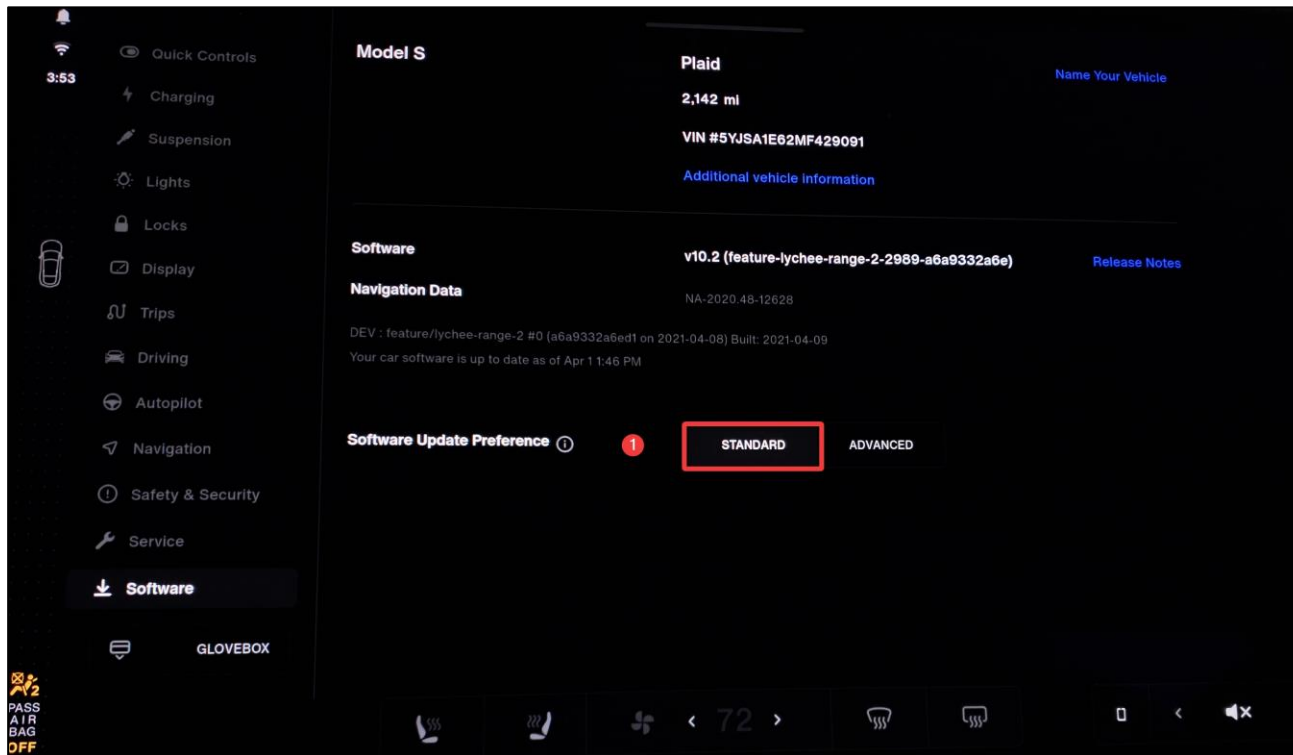 3:53
Quick Controls
Charging
Suspension
Lights
Locks
Display
Trips
Driving
Autopilot
Navigation
Safety & Security
Service
Software
GLOVEBOX
Model S
Plaid
Name Your Vehicle
2,142 mi
VIN #5YJSA1E62MF429091
Additional vehicle information
Software
v10.2 (feature-lychee-range-2-2989-a6a9332a6e)
Release Notes
Navigation Data
NA-2020.48-12628
DEV : feature/lychee-range-2 #0 (a6a9332a6ed1 on 2021-04-08) Built: 2021-04-09
Your car software is up to date as of Apr 1 1:46 PM
Software Update Preference
1
STANDARD
ADVANCED
2
PASS
AIR
BAG
OFF
72